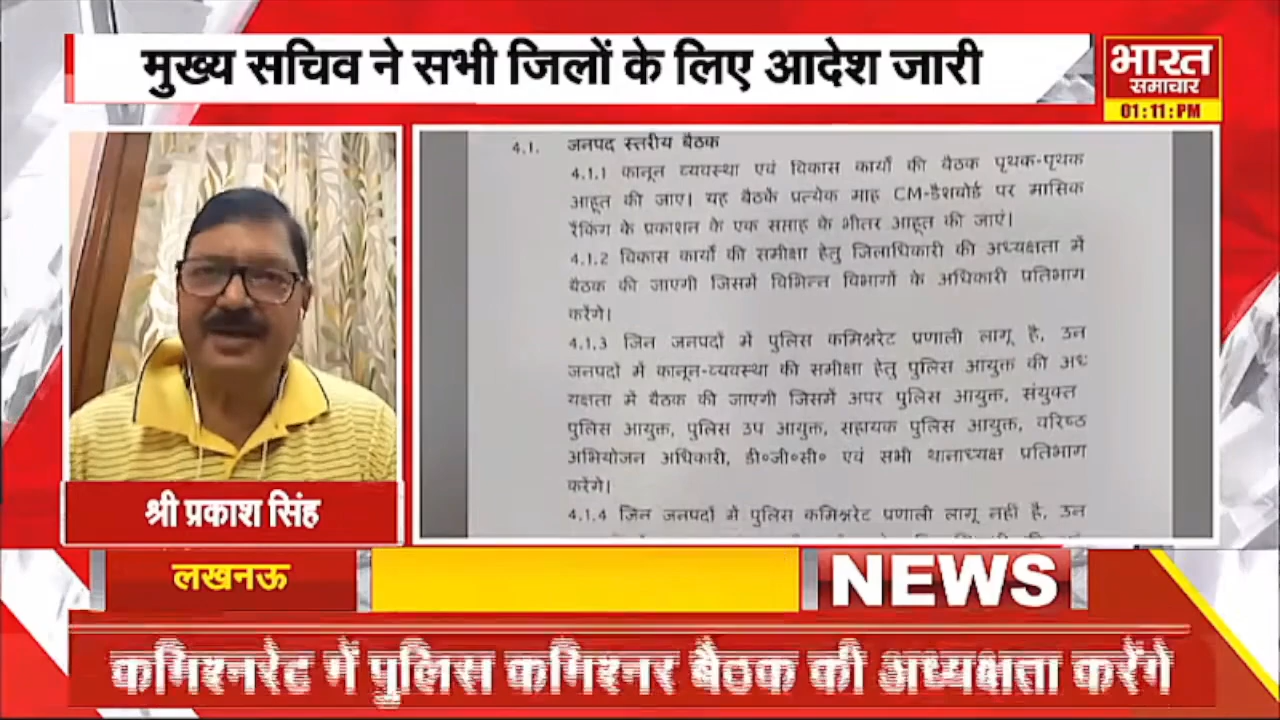 मुख्य सचिव ने सभी जिलों के लिए आदेश जारी
भारत
समाचार
01:11:PM
4.1. जनपद स्तरीय बैठक
4.1.1 कानून व्यवस्था एवं विकास कार्यों की बैठक पृथक-पृथक
आहूत की जाए। यह बैठकें प्रत्येक माह CM-डैशबोर्ड पर मासिक
रैंकिंग के प्रकाशन के एक सप्ताह के भीतर आहूत की जाएं।
4.1.2 विकास कार्यों की समीक्षा हेतु जिलाधिकारी की अध्यक्षता में
बैठक की जाएगी जिसमें विभिन्न विभागों के अधिकारी प्रतिभाग
करेंगे।
4.1.3 जिन जनपदों में पुलिस कमिश्नरेट प्रणाली लागू है, उन
जनपदों में कानून-व्यवस्था की समीक्षा हेतु पुलिस आयुक्त की अध
यक्षता में बैठक की जाएगी जिसमें अपर पुलिस आयुक्त, संयुक्त
पुलिस आयुक्त, पुलिस उप आयुक्त, सहायक पुलिस आयुक्त, वरिष्ठ
अभियोजन अधिकारी, डी०जी०सी० एवं सभी थानाध्यक्ष प्रतिभाग
करेंगे।
4.1.4 जिन जनपदों में पुलिस कमिश्नरेट प्रणाली लागू नहीं है, उन
श्री प्रकाश सिंह
लखनऊ
NEWS
कमिश्नरेट में पुलिस कमिश्नर बैठक की अध्यक्षता करेंगे